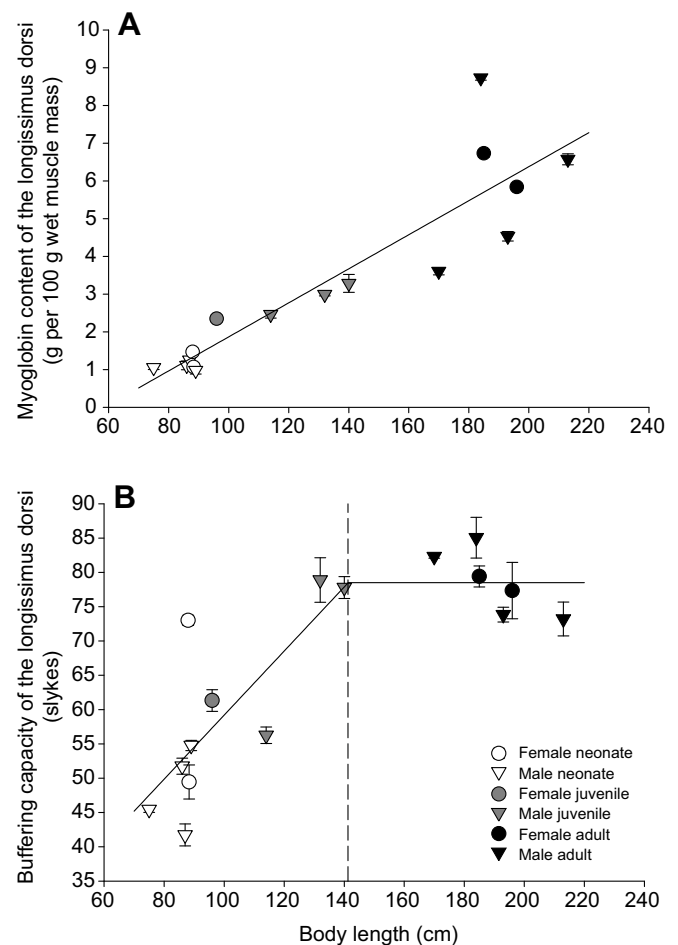 A
10
9
8
7
6
5
4
3
2
1
0
Myoglobin content of the longissimus dorsi
(g per 100 g wet muscle mass)
60 80 100 120 140 160 180 200 220 240
B
90
85
80
75
70
65
60
55
50
45
40
35
Buffering capacity of the longissimus dorsi
(slykes)
Female neonate
Male neonate
Female juvenile
Male juvenile
Female adult
Male adult
60 80 100 120 140 160 180 200 220 240
Body length (cm)